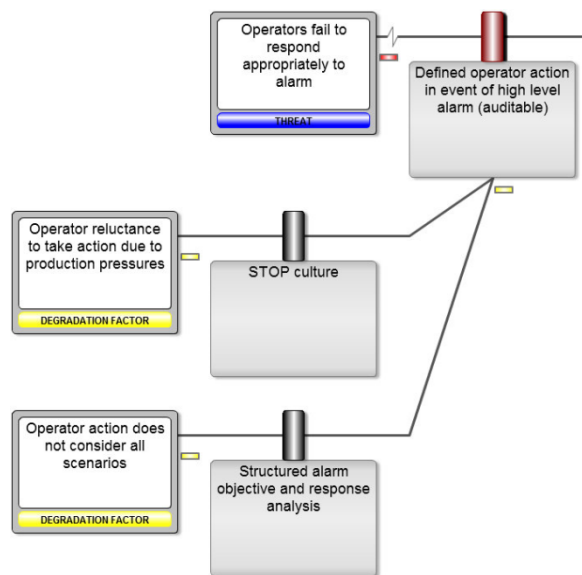 Operators fail to
respond
appropriately to
alarm
THREAT
Defined operator action
in event of high level
alarm (auditable)
Operator reluctance
to take action due to
production pressures
DEGRADATION FACTOR
STOP culture
Operator action does
not consider all
scenarios
DEGRADATION FACTOR
Structured alarm
objective and response
analysis